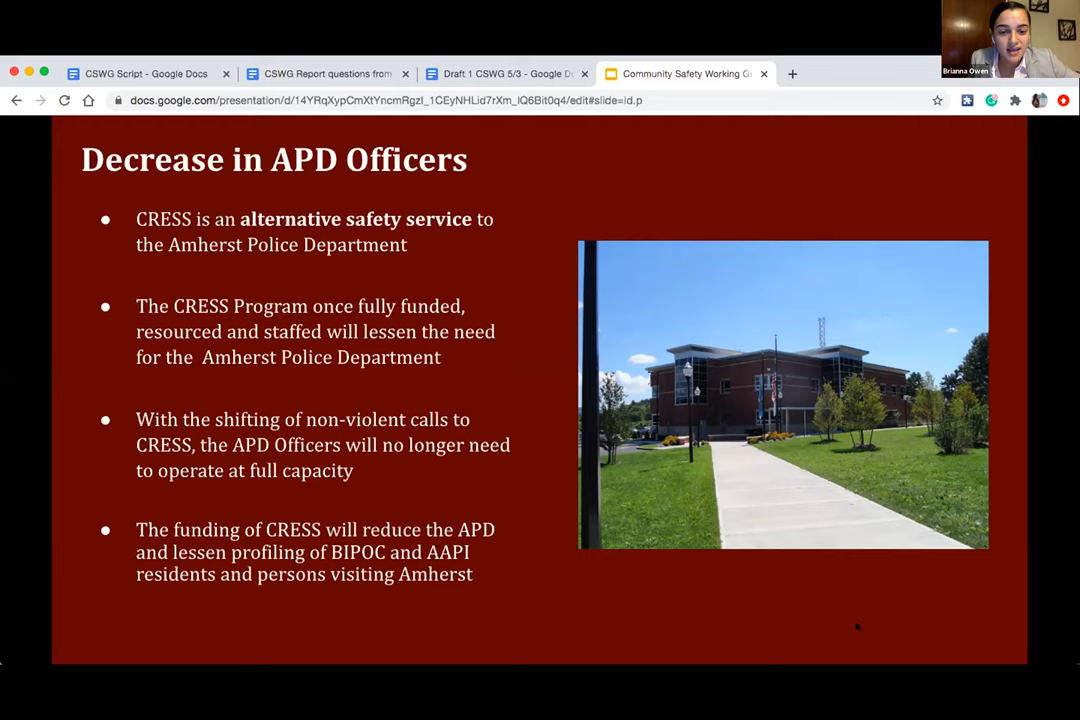 CSWG Script - Google Docs
CSWG Report questions from
Draft 1 CSWG 5/3 - Google Do
Community Safety Working Gr
docs.google.com/presentation/d/14YRqXypCmXtYncmRgzI_1CEyNHLid7rXm_lQ6Bit0q4/edit#slide=id.p
Brianna Owen
Decrease in APD Officers
● CRESS is an alternative safety service to
the Amherst Police Department
● The CRESS Program once fully funded,
resourced and staffed will lessen the need
for the Amherst Police Department
● With the shifting of non-violent calls to
CRESS, the APD Officers will no longer need
to operate at full capacity
● The funding of CRESS will reduce the APD
and lessen profiling of BIPOC and AAPI
residents and persons visiting Amherst